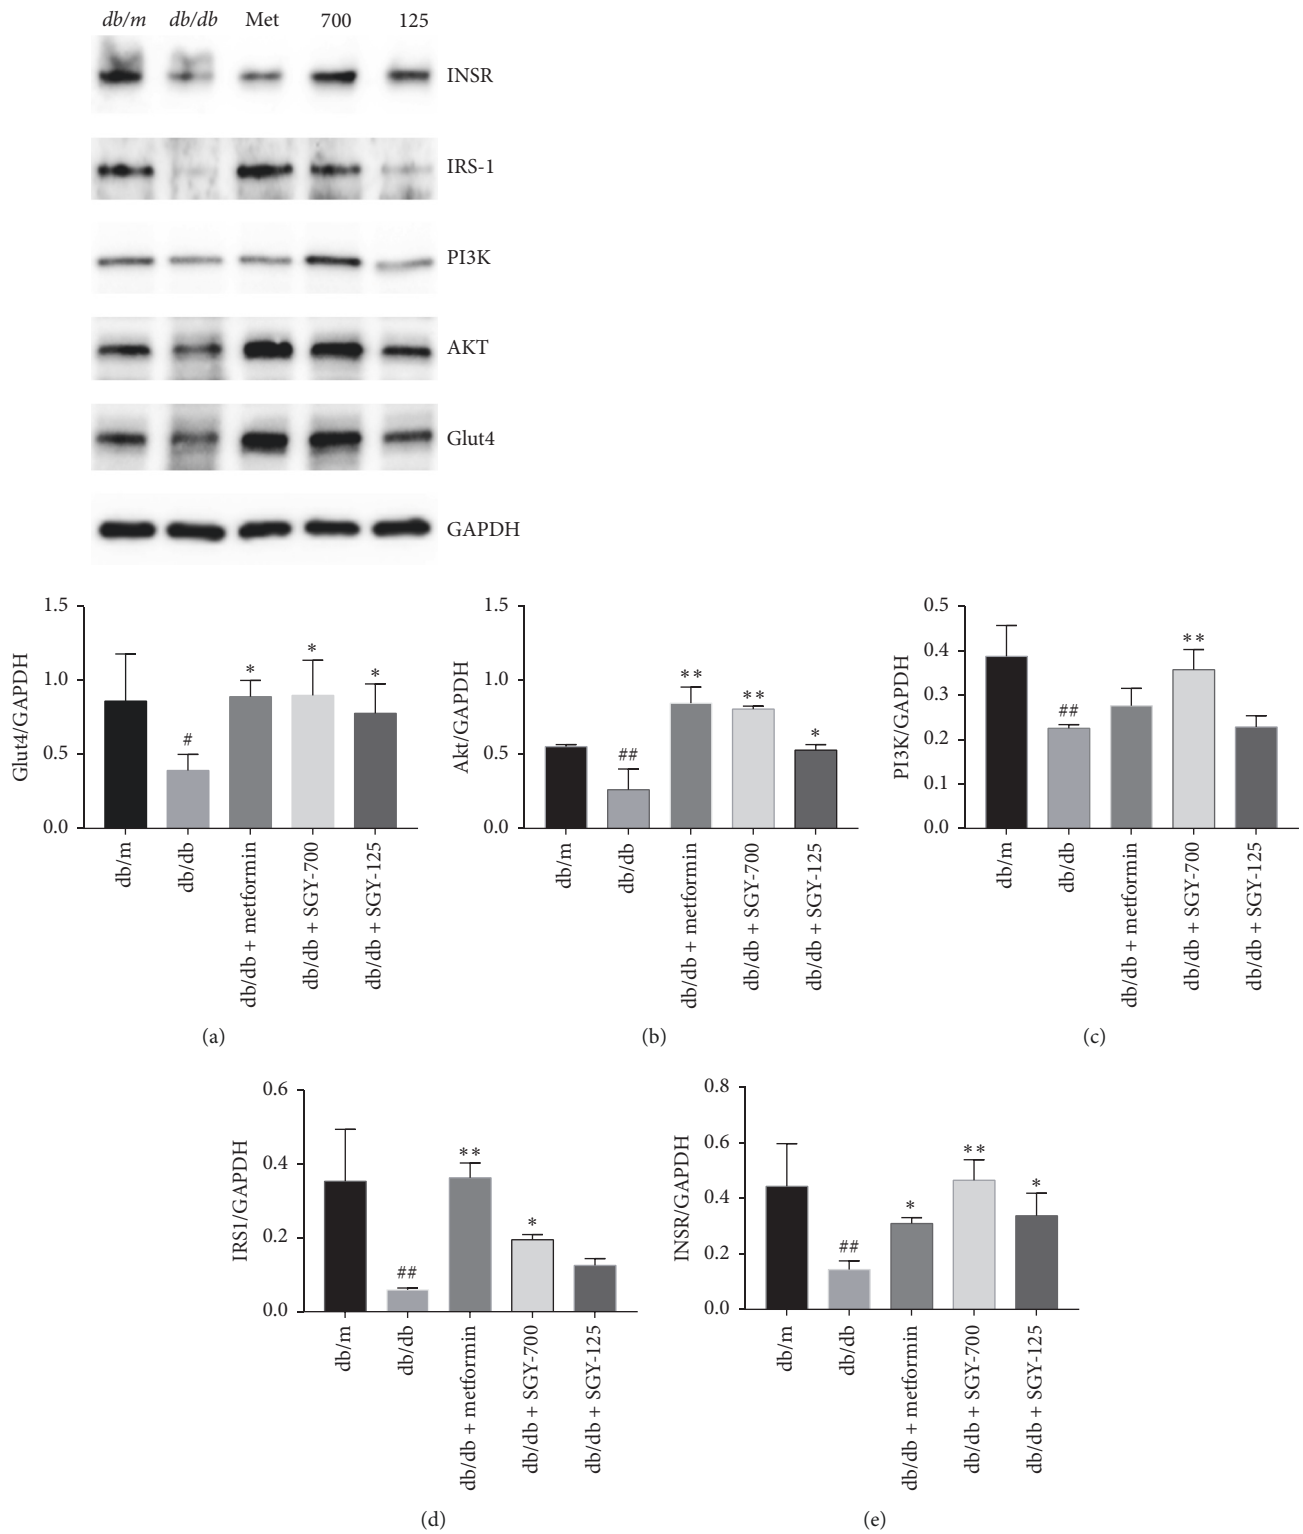 db/m db/db Met 700 125
INSR
IRS-1
PI3K
AKT
Glut4
GAPDH
Glut4/GAPDH
1.5
1.0
0.5
0.0
#
*
*
*
db/m
db/db
db/db + metformin
db/db + SGY-700
db/db + SGY-125
(a)
Akt/GAPDH
1.5
1.0
0.5
0.0
##
**
**
*
db/m
db/db
db/db + metformin
db/db + SGY-700
db/db + SGY-125
(b)
PI3K/GAPDH
0.5
0.4
0.3
0.2
0.1
0.0
##
**
db/m
db/db
db/db + metformin
db/db + SGY-700
db/db + SGY-125
(c)
IRS1/GAPDH
0.6
0.4
0.2
0.0
##
**
*
db/m
db/db
db/db + metformin
db/db + SGY-700
db/db + SGY-125
(d)
INSR/GAPDH
0.8
0.6
0.4
0.2
0.0
##
*
**
*
db/m
db/db
db/db + metformin
db/db + SGY-700
db/db + SGY-125
(e)